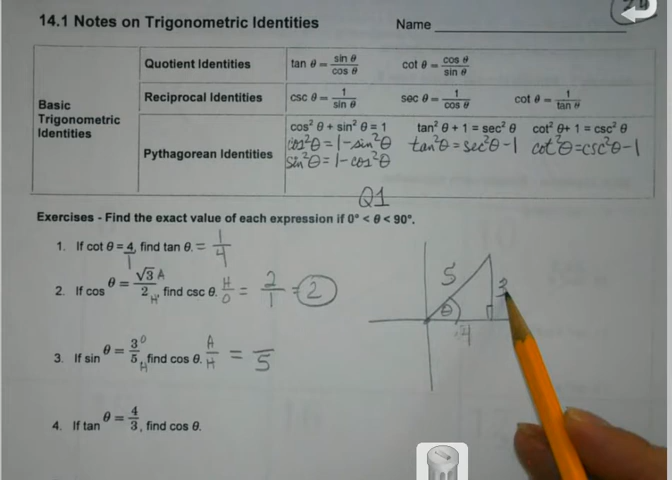 14.1 Notes on Trigonometric Identities Name
Basic Trigonometric Identities
Quotient Identities tan θ = sin θ / cos θ cot θ = cos θ / sin θ
Reciprocal Identities csc θ = 1 / sin θ sec θ = 1 / cos θ cot θ = 1 / tan θ
Pythagorean Identities
cos² θ + sin² θ = 1 tan² θ + 1 = sec² θ cot² θ + 1 = csc² θ
cos²θ = 1 - sin²θ tan²θ = sec²θ - 1 cot²θ = csc²θ - 1
sin²θ = 1 - cos²θ
Q1
Exercises - Find the exact value of each expression if 0° < θ < 90°.
1. If cot θ = 4/1, find tan θ. = 1/4
2. If cos θ = √3 A / 2 H, find csc θ. H/O = 2/1 = 2
3. If sin θ = 3 O / 5 H, find cos θ. A/H = /5
4. If tan θ = 4/3, find cos θ.
5
3
θ
4